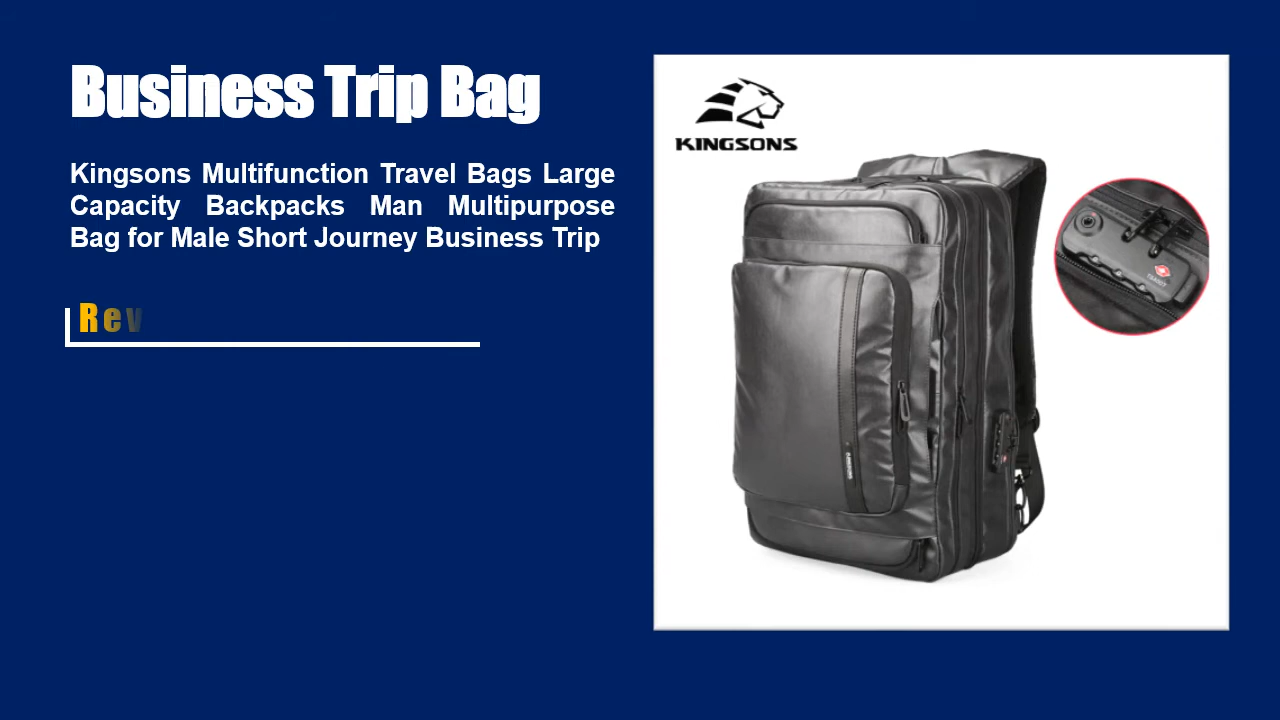 Business Trip Bag
Kingsons Multifunction Travel Bags Large
Capacity Backpacks Man Multipurpose
Bag for Male Short Journey Business Trip
Rev
KINGSONS
KINGSONS